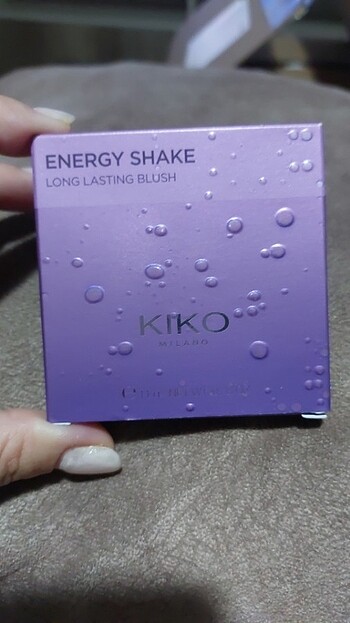 ENERGY SHAKE
LONG LASTING BLUSH
KIKO
MILANO